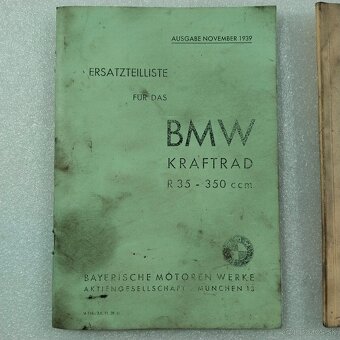 AUSGABE NOVEMBER 1939
ERSATZTEILLISTE
FÜR DAS
BMW
KRAFTRAD
R 35 - 350 ccm
BAYERISCHE MOTOREN WERKE
AKTIENGESELLSCHAFT MÜNCHEN 13